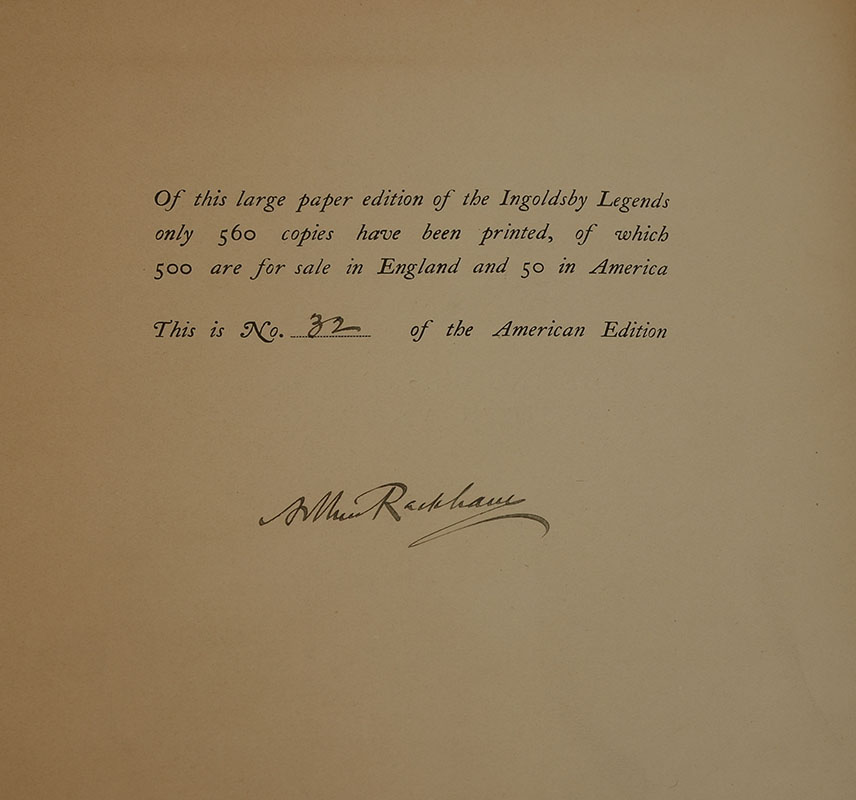 Of this large paper edition of the Ingoldsby Legends
only 560 copies have been printed, of which
500 are for sale in England and 50 in America
This is No. 32 of the American Edition
Arthur Rackham